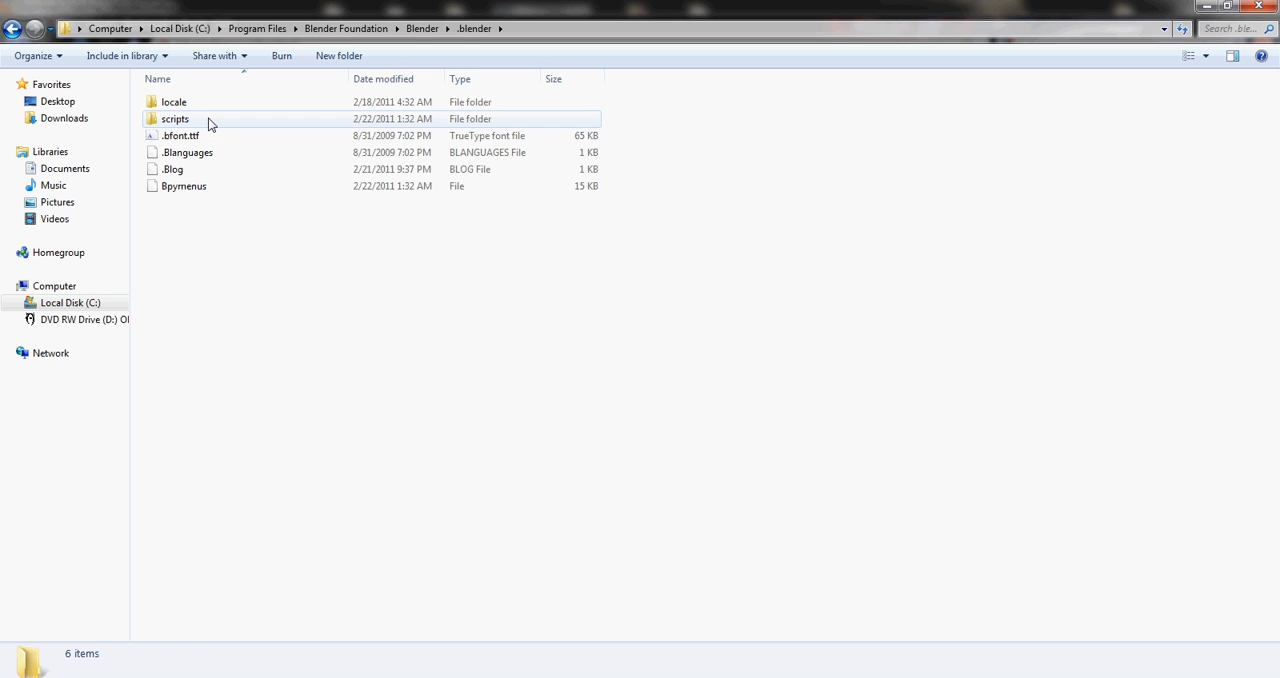 Computer Local Disk (C:) Program Files Blender Foundation Blender .blender Search .ble...
Organize Include in library Share with Burn New folder
Name Date modified Type Size
Favorites
Desktop
Downloads
Libraries
Documents
Music
Pictures
Videos
Homegroup
Computer
Local Disk (C:)
DVD RW Drive (D:) Ol
Network
locale 2/18/2011 4:32 AM File folder
scripts 2/22/2011 1:32 AM File folder
.bfont.ttf 8/31/2009 7:02 PM TrueType font file 65 KB
.Blanguages 8/31/2009 7:02 PM BLANGUAGES File 1 KB
.Blog 2/21/2011 9:37 PM BLOG File 1 KB
Bpymenus 2/22/2011 1:32 AM File 15 KB
6 items